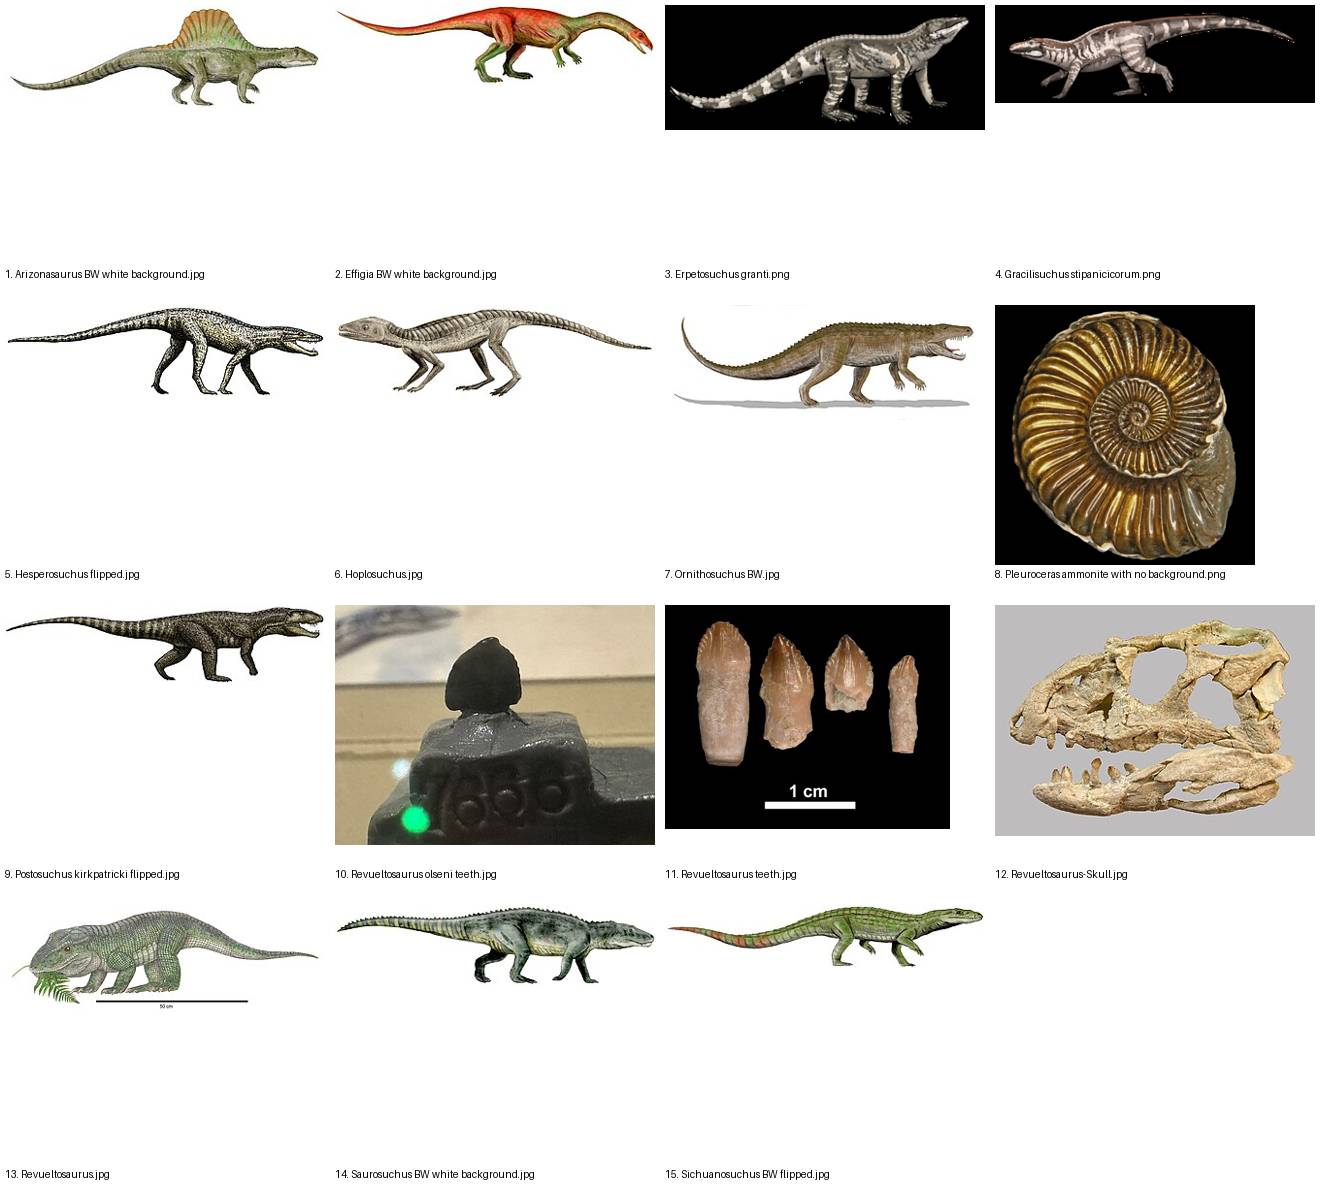 1. Arizonasaurus BW white background.jpg
2. Effigia BW white background.jpg
3. Erpetosuchus granti.png
4. Gracilisuchus stipanicicorum.png
5. Hesperosuchus flipped.jpg
6. Hoplosuchus.jpg
7. Ornithosuchus BW.jpg
8. Pleuroceras ammonite with no background.png
1 cm
9. Postosuchus kirkpatricki flipped.jpg
10. Revueltosaurus olseni teeth.jpg
11. Revueltosaurus teeth.jpg
12. Revueltosaurus-Skull.jpg
50 cm
13. Revueltosaurus.jpg
14. Saurosuchus BW white background.jpg
15. Sichuanosuchus BW flipped.jpg